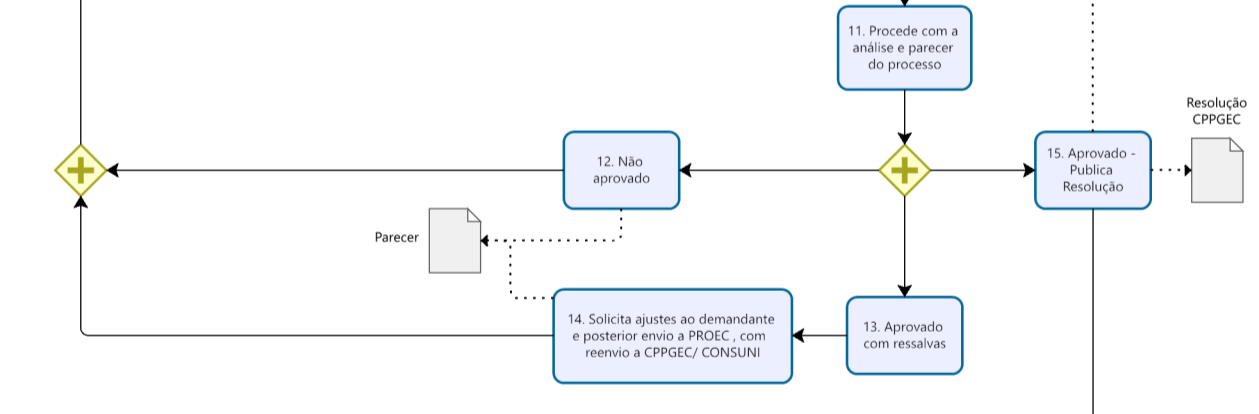 11. Procede com a
análise e parecer
do processo
Resolução
CPPGEC
12. Não
aprovado
15. Aprovado -
Publica
Resolução
Parecer
14. Solicita ajustes ao demandante
e posterior envio a PROEC , com
reenvio a CPPGEC/ CONSUNI
13. Aprovado
com ressalvas